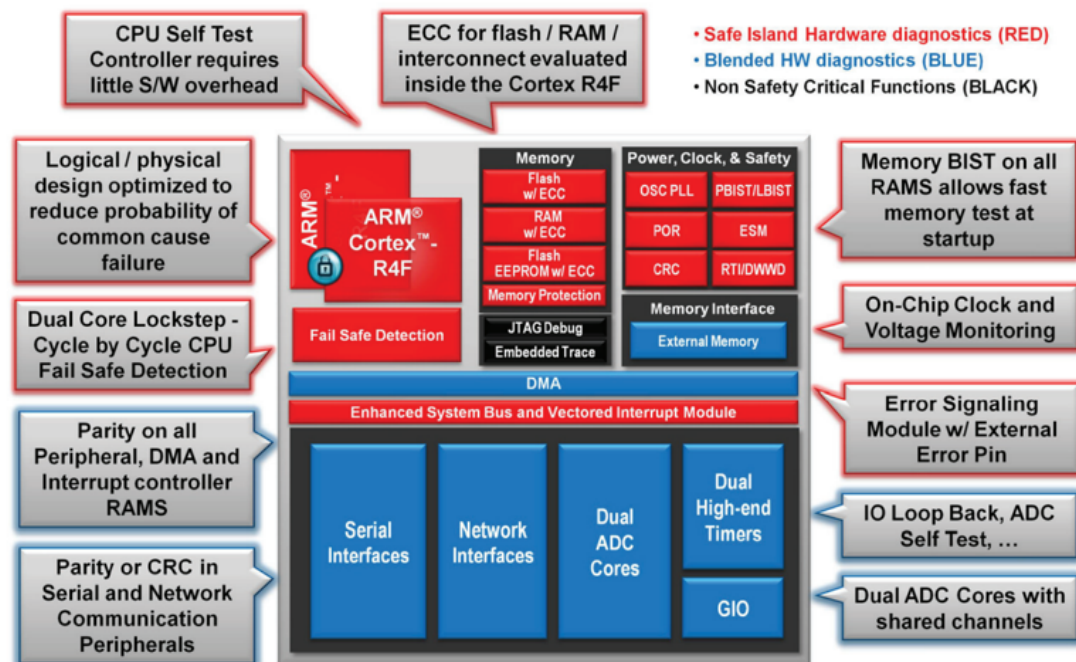 CPU Self Test
Controller requires
little S/W overhead
ECC for flash / RAM /
interconnect evaluated
inside the Cortex R4F
• Safe Island Hardware diagnostics (RED)
• Blended HW diagnostics (BLUE)
• Non Safety Critical Functions (BLACK)
Logical / physical
design optimized to
reduce probability of
common cause
failure
Dual Core Lockstep -
Cycle by Cycle CPU
Fail Safe Detection
Parity on all
Peripheral, DMA and
Interrupt controller
RAMS
Parity or CRC in
Serial and Network
Communication
Peripherals
ARM®
™-
ARM®
Cortex™-
R4F
Fail Safe Detection
Memory
Flash
w/ ECC
RAM
w/ ECC
Flash
EEPROM w/ ECC
Memory Protection
JTAG Debug
Embedded Trace
Power, Clock, & Safety
OSC PLL
PBIST/LBIST
POR
ESM
CRC
RTI/DWWD
Memory Interface
External Memory
DMA
Enhanced System Bus and Vectored Interrupt Module
Serial
Interfaces
Network
Interfaces
Dual
ADC
Cores
Dual
High-end
Timers
GIO
Memory BIST on all
RAMS allows fast
memory test at
startup
On-Chip Clock and
Voltage Monitoring
Error Signaling
Module w/ External
Error Pin
IO Loop Back, ADC
Self Test, ...
Dual ADC Cores with
shared channels